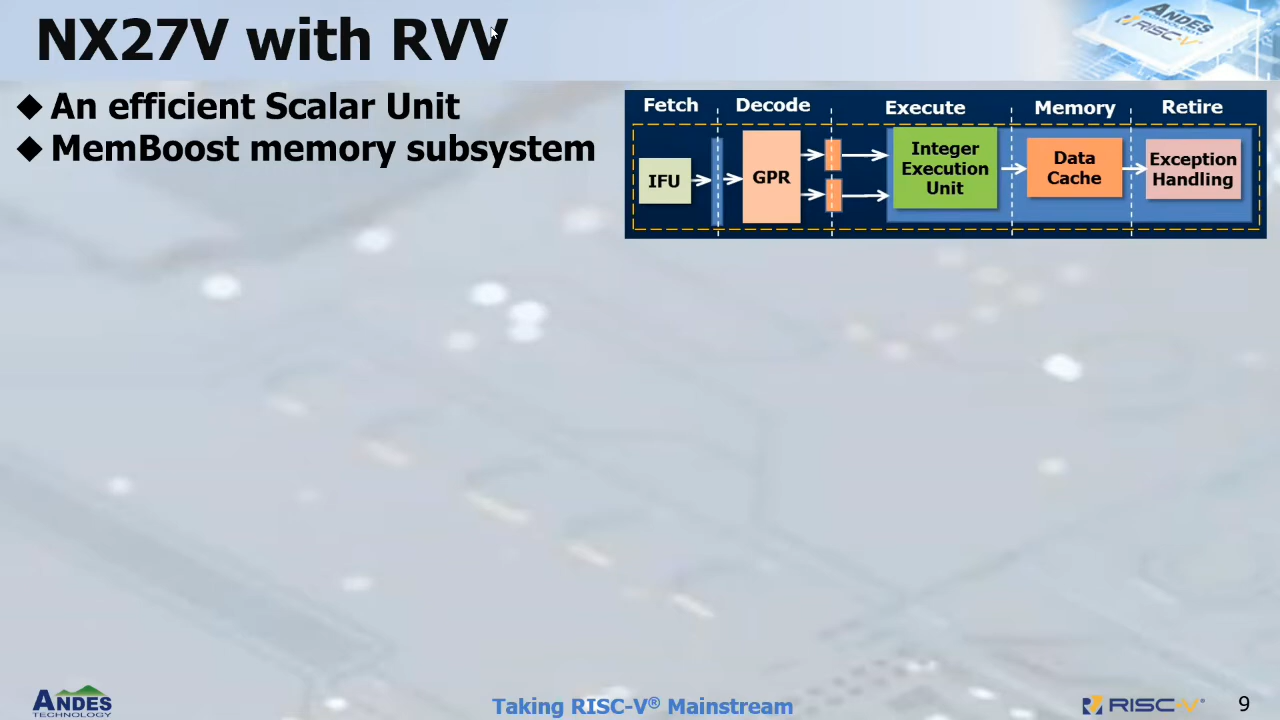 NX27V with RVV
ANDES
TECHNOLOGY
RISC-V
◆ An efficient Scalar Unit
◆ MemBoost memory subsystem
Fetch
Decode
Execute
Memory
Retire
IFU
GPR
Integer
Execution
Unit
Data
Cache
Exception
Handling
ANDES
TECHNOLOGY
Taking RISC-V® Mainstream
RISC-V
9